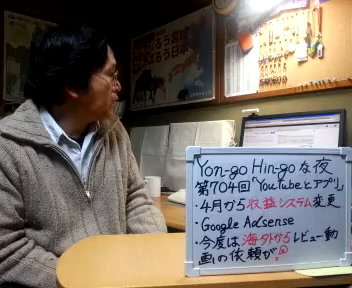 Yon-go Hin-goな夜
第704回「YouTubeとアプリ」
・4月から収益システム変更
・Google Adsense
・今度は海外からレビュー動
画の依頼が!?